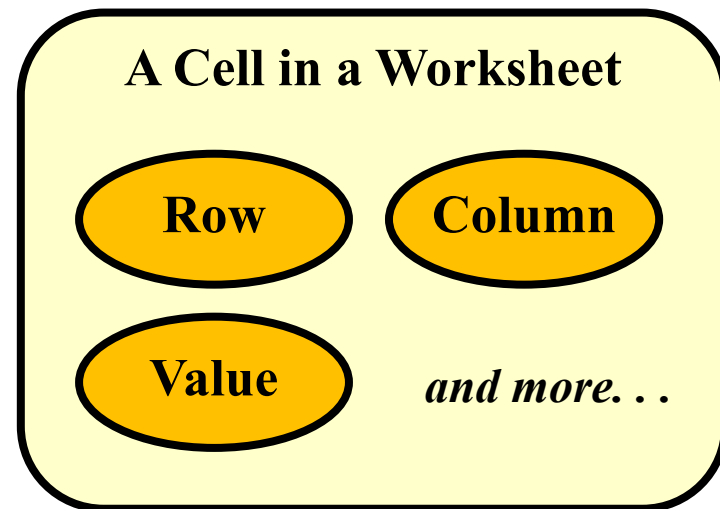 A Cell in a Worksheet
Row Column
Value and more. . .